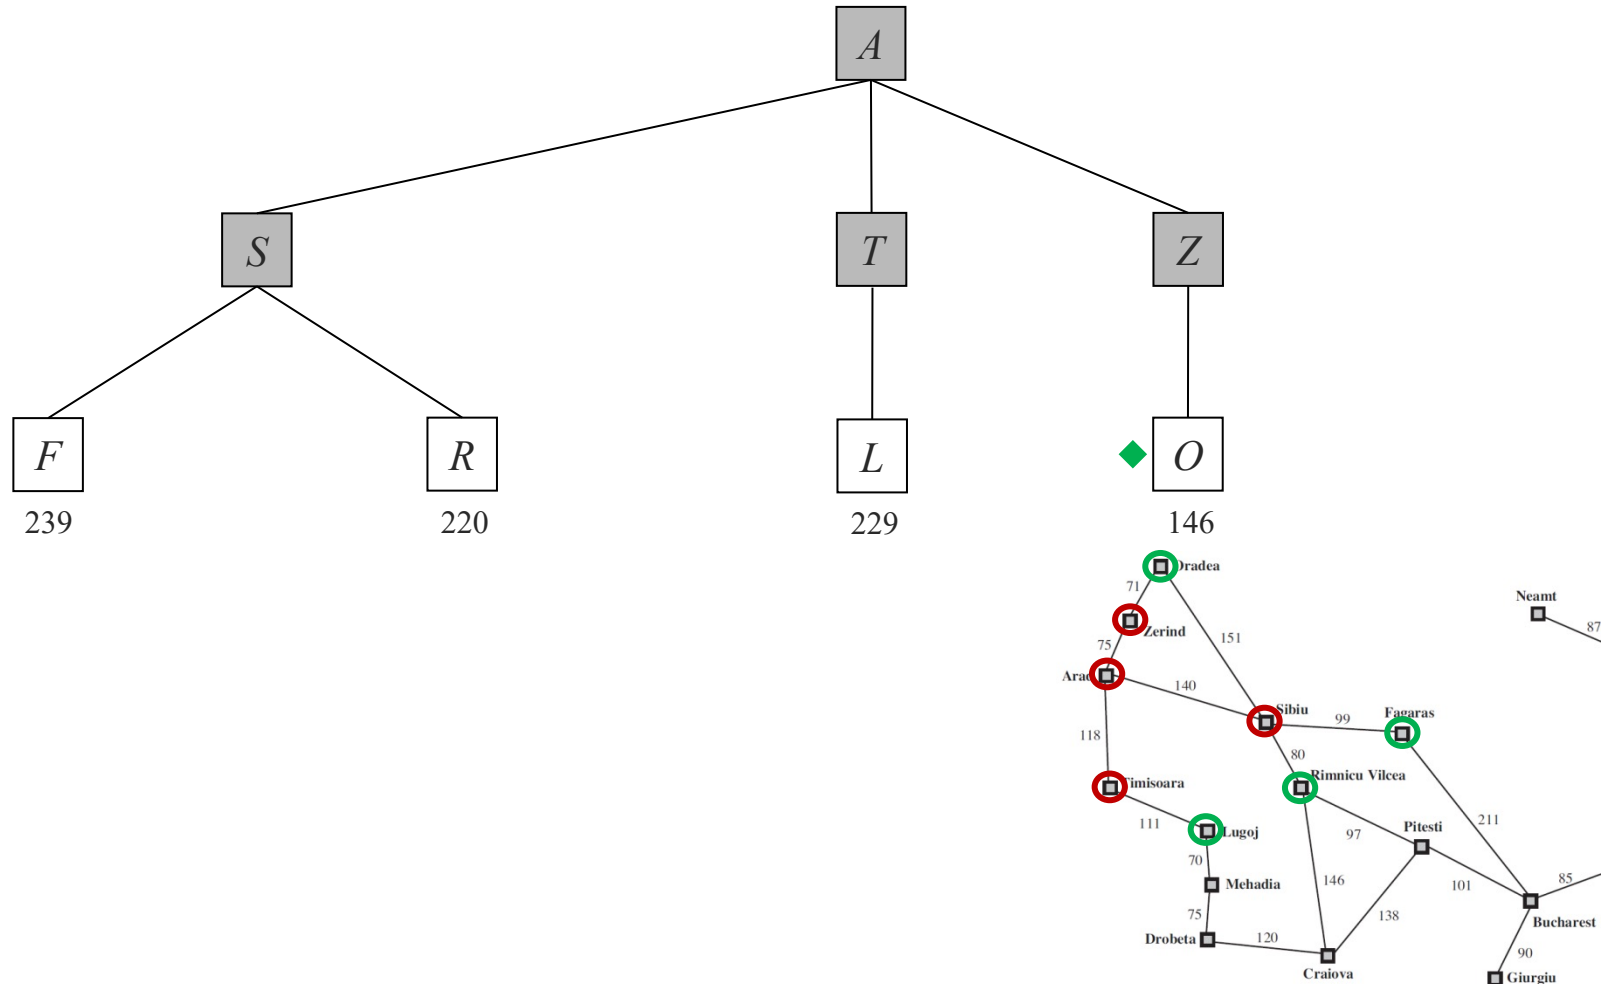 A
S T Z
F R L O
239 220 229 146
Oradea
71
Neamt
87
Zerind
75
151
Arad
140
Sibiu
99
Fagaras
118
80
Timisoara
Rimnicu Vilcea
111
Lugoj
97
Pitesti
211
70
Mehadia
146
101
85
75
138
Bucharest
Drobeta
120
90
Craiova
Giurgiu